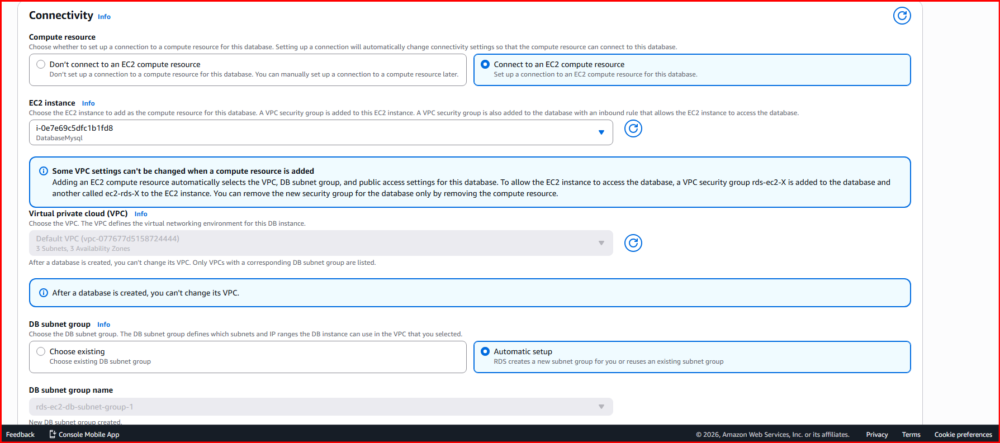 Connectivity Info
Compute resource
Choose whether to set up a connection to a compute resource for this database. Setting up a connection will automatically change connectivity settings so that the compute resource can connect to this database.
Don’t connect to an EC2 compute resource
Don’t set up a connection to a compute resource for this database. You can manually set up a connection to a compute resource later.
Connect to an EC2 compute resource
Set up a connection to an EC2 compute resource for this database.
EC2 instance Info
Choose the EC2 instance to add as the compute resource for this database. A VPC security group is added to this EC2 instance. A VPC security group is also added to the database with an inbound rule that allows the EC2 instance to access the database.
i-0e7e69c5dfc1b1fd8
DatabaseMysql
Some VPC settings can't be changed when a compute resource is added
Adding an EC2 compute resource automatically selects the VPC, DB subnet group, and public access settings for this database. To allow the EC2 instance to access the database, a VPC security group rds-ec2-X is added to the database and
another called ec2-rds-X to the EC2 instance. You can remove the new security group for the database only by removing the compute resource.
Virtual private cloud (VPC) Info
Choose the VPC. The VPC defines the virtual networking environment for this DB instance.
Default VPC (vpc-077677d5158724444)
3 Subnets, 3 Availability Zones
After a database is created, you can't change its VPC. Only VPCs with a corresponding DB subnet group are listed.
After a database is created, you can't change its VPC.
DB subnet group Info
Choose the DB subnet group. The DB subnet group defines which subnets and IP ranges the DB instance can use in the VPC that you selected.
Choose existing
Choose existing DB subnet group
Automatic setup
RDS creates a new subnet group for you or reuses an existing subnet group
DB subnet group name
rds-ec2-db-subnet-group-1
New DB subnet group created.
Feedback Console Mobile App © 2026, Amazon Web Services, Inc. or its affiliates. Privacy Terms Cookie preferences